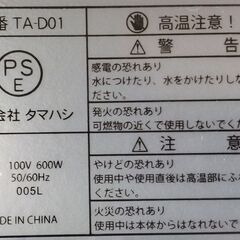 番 TA-D01
PS
E
会社 タマハシ
100V 600W
50/60Hz
005L
DE IN CHINA
高温注意！
警 告
感電の恐れあり
水につけたり、水をかけたりしな
発火の恐れあり
可燃物の近くで使用しないでくだ
注 意
やけどの恐れあり
使用中や使用直後は高温部にふれ
火災の恐れあり
使用中は本体からはなれないで